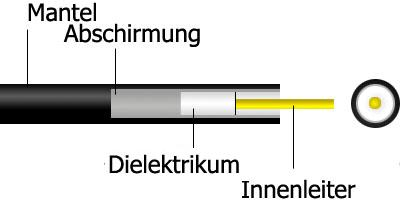 Mantel
Abschirmung
Dielektrikum
Innenleiter